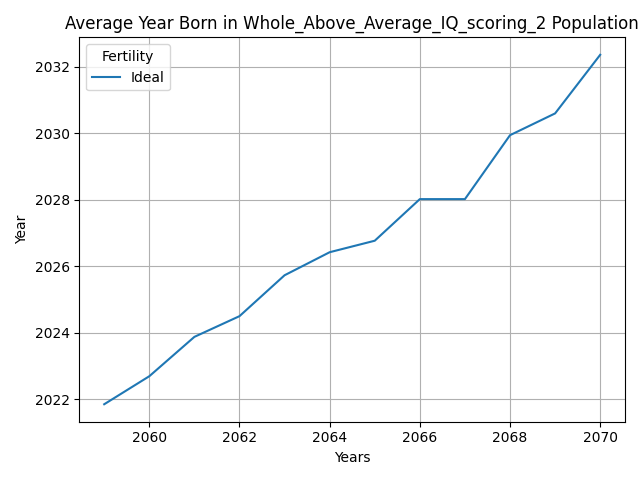 Average Year Born in Whole_Above_Average_IQ_scoring_2 Population
Fertility
Ideal
2032
2030
2028
2026
2024
2022
Year
2060 2062 2064 2066 2068 2070
Years